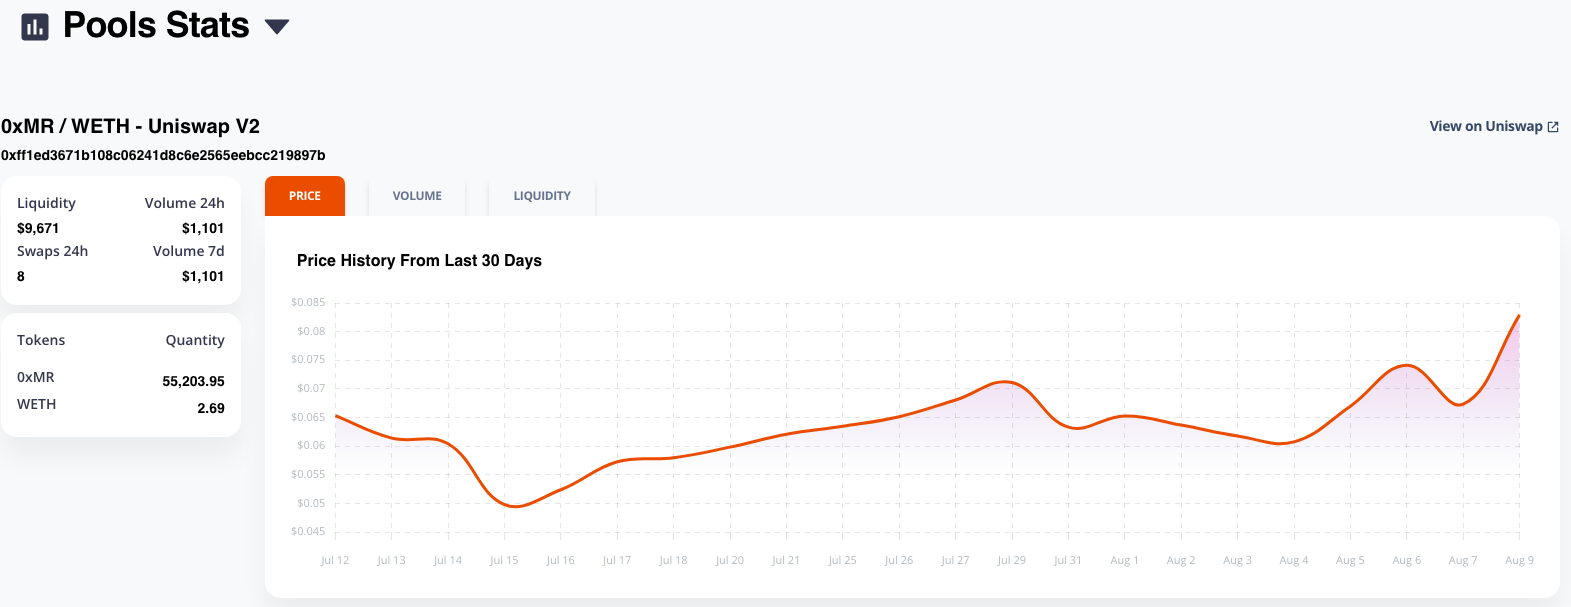 Pools Stats
0xMR / WETH - Uniswap V2
View on Uniswap
0xff1ed3671b108c06241d8c6e2565eebcc219897b
Liquidity Volume 24h
$9,671 $1,101
Swaps 24h Volume 7d
8 $1,101
Tokens Quantity
0xMR 55,203.95
WETH 2.69
PRICE VOLUME LIQUIDITY
Price History From Last 30 Days
$0.085
$0.08
$0.075
$0.07
$0.065
$0.06
$0.055
$0.05
$0.045
Jul 12 Jul 13 Jul 14 Jul 15 Jul 16 Jul 17 Jul 18 Jul 20 Jul 21 Jul 25 Jul 26 Jul 27 Jul 29 Jul 31 Aug 1 Aug 2 Aug 3 Aug 4 Aug 5 Aug 6 Aug 7 Aug 9